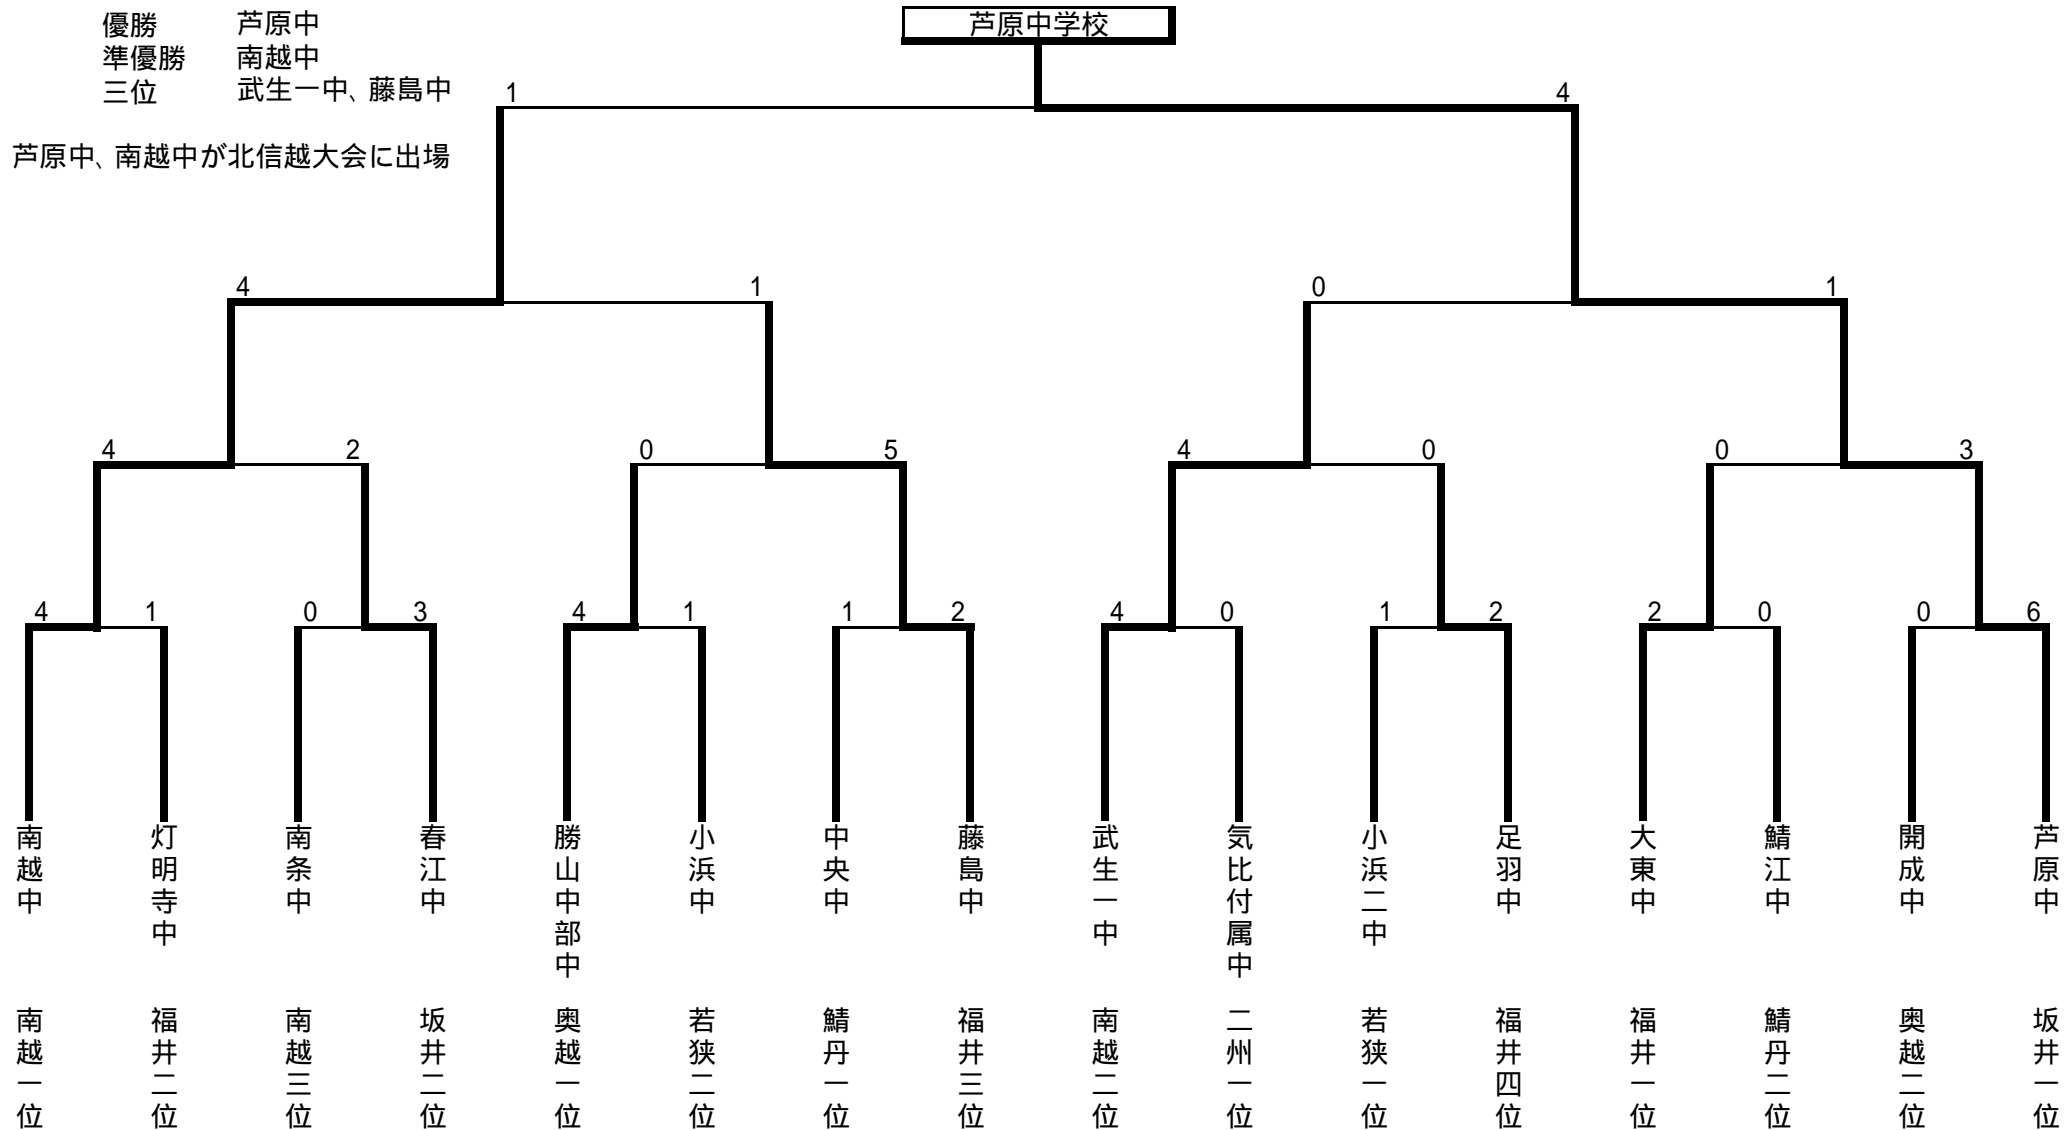 優勝 芦原中
準優勝 南越中
三位 武生一中、藤島中
芦原中、南越中が北信越大会に出場
芦原中学校
1 4
4 1 0 1
4 2 0 5 4 0 0 3
4 1 0 3 4 1 1 2 4 0 1 2 2 0 0 6
南越中
灯明寺中
南条中
春江中
勝山中部中
小浜中
中央中
藤島中
武生一中
気比付属中
小浜二中
足羽中
大東中
鯖江中
開成中
芦原中
南越一位
福井二位
南越三位
坂井二位
奥越一位
若狭二位
鯖丹一位
福井三位
南越二位
二州一位
若狭一位
福井四位
福井一位
鯖丹二位
奥越二位
坂井一位